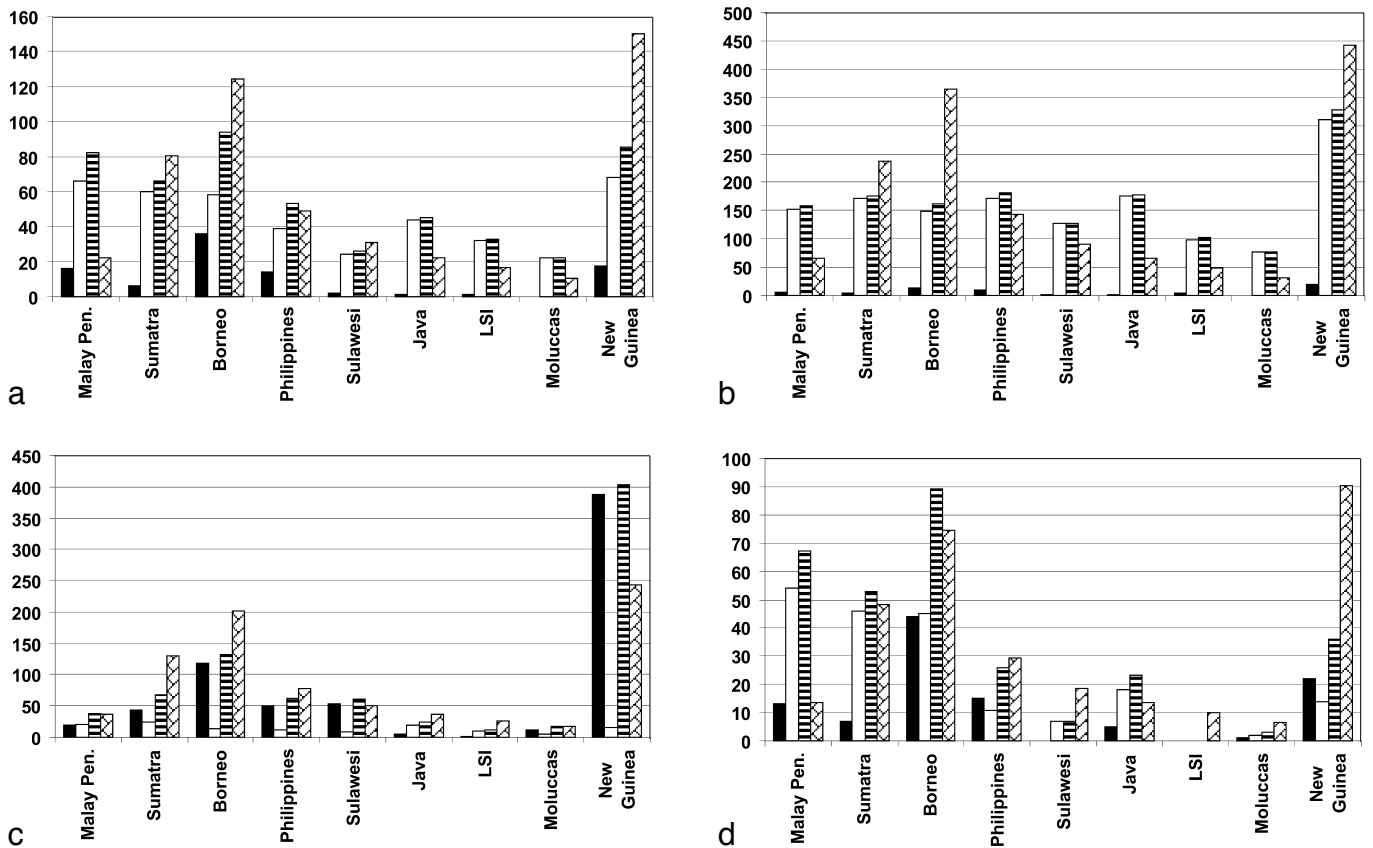 160
140
120
100
80
60
40
20
0
Malay Pen.
Sumatra
Borneo
Philippines
Sulawesi
Java
LSI
Moluccas
New
Guinea
a
500
450
400
350
300
250
200
150
100
50
0
Malay Pen.
Sumatra
Borneo
Philippines
Sulawesi
Java
LSI
Moluccas
New
Guinea
b
450
400
350
300
250
200
150
100
50
0
Malay Pen.
Sumatra
Borneo
Philippines
Sulawesi
Java
LSI
Moluccas
New
Guinea
c
100
90
80
70
60
50
40
30
20
10
0
Malay Pen.
Sumatra
Borneo
Philippines
Sulawesi
Java
LSI
Moluccas
New
Guinea
d